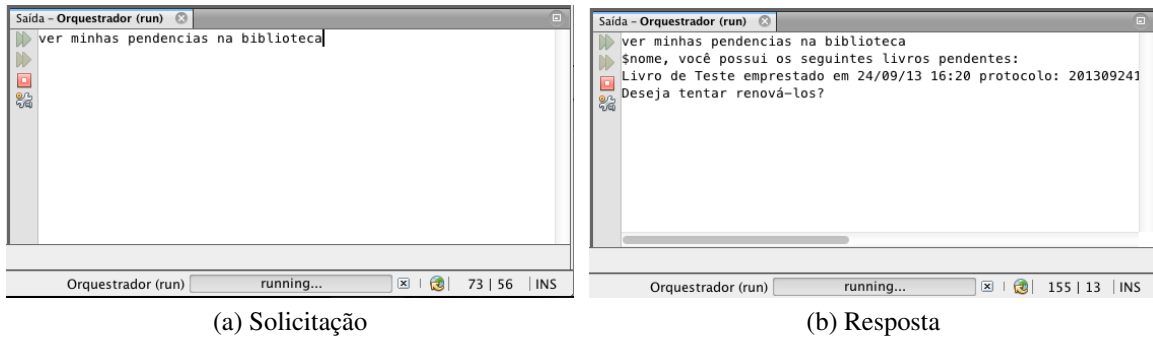 Saída - Orquestrador (run)
ver minhas pendencias na biblioteca
Orquestrador (run) running... 73 | 56 INS
(a) Solicitação
Saída - Orquestrador (run)
ver minhas pendencias na biblioteca
$nome, você possui os seguintes livros pendentes:
Livro de Teste emprestado em 24/09/13 16:20 protocolo: 201309241
Deseja tentar renová-los?
Orquestrador (run) running... 155 | 13 INS
(b) Resposta